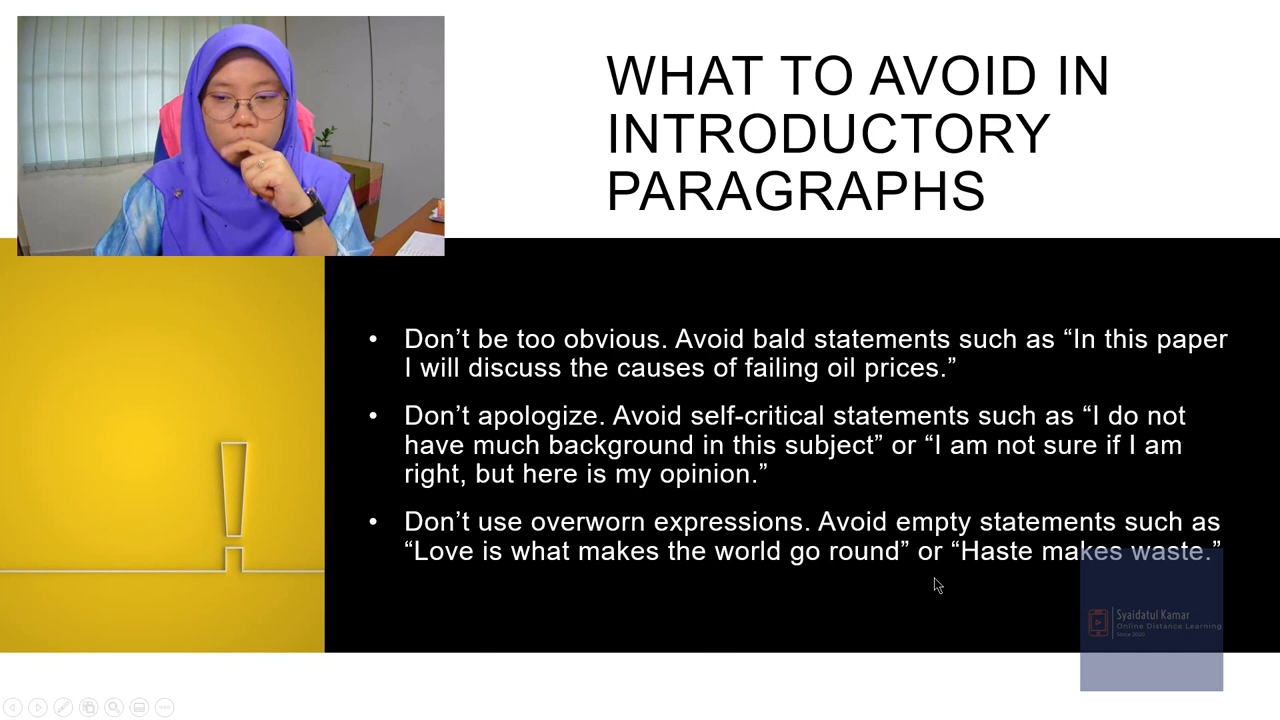 WHAT TO AVOID IN
INTRODUCTORY
PARAGRAPHS
• Don’t be too obvious. Avoid bald statements such as “In this paper
I will discuss the causes of failing oil prices.”
• Don’t apologize. Avoid self-critical statements such as “I do not
have much background in this subject” or “I am not sure if I am
right, but here is my opinion.”
• Don’t use overworn expressions. Avoid empty statements such as
“Love is what makes the world go round” or “Haste makes waste.”
Syaidatul Kamar
Online Distance Learning
Since 2020